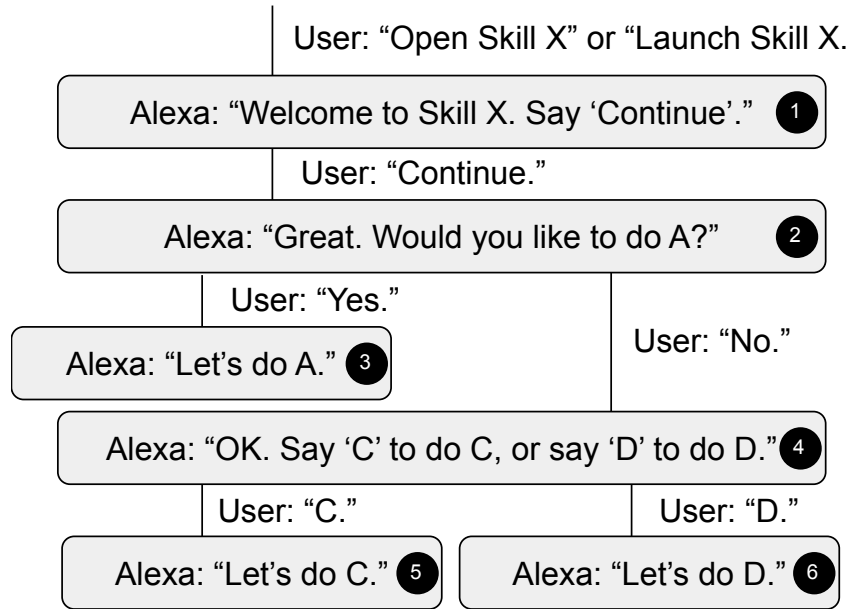 User: “Open Skill X” or “Launch Skill X.
Alexa: “Welcome to Skill X. Say ‘Continue’.” 1
User: “Continue.”
Alexa: “Great. Would you like to do A?” 2
User: “Yes.”
User: “No.”
Alexa: “Let’s do A.” 3
Alexa: “OK. Say ‘C’ to do C, or say ‘D’ to do D.” 4
User: “C.”
User: “D.”
Alexa: “Let’s do C.” 5
Alexa: “Let’s do D.” 6